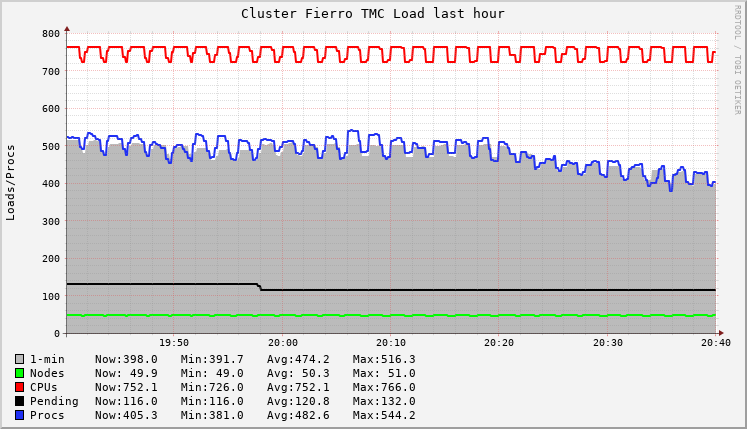 Cluster Fierro TMC Load last hour
RRDTOOL / TOBI OETIKER
Loads/Procs
800
700
600
500
400
300
200
100
0
19:50 20:00 20:10 20:20 20:30 20:40
1-min Now:398.0 Min:391.7 Avg:474.2 Max:516.3
Nodes Now: 49.9 Min: 49.0 Avg: 50.3 Max: 51.0
CPUs Now:752.1 Min:726.0 Avg:752.1 Max:766.0
Pending Now:116.0 Min:116.0 Avg:120.8 Max:132.0
Procs Now:405.3 Min:381.0 Avg:482.6 Max:544.2